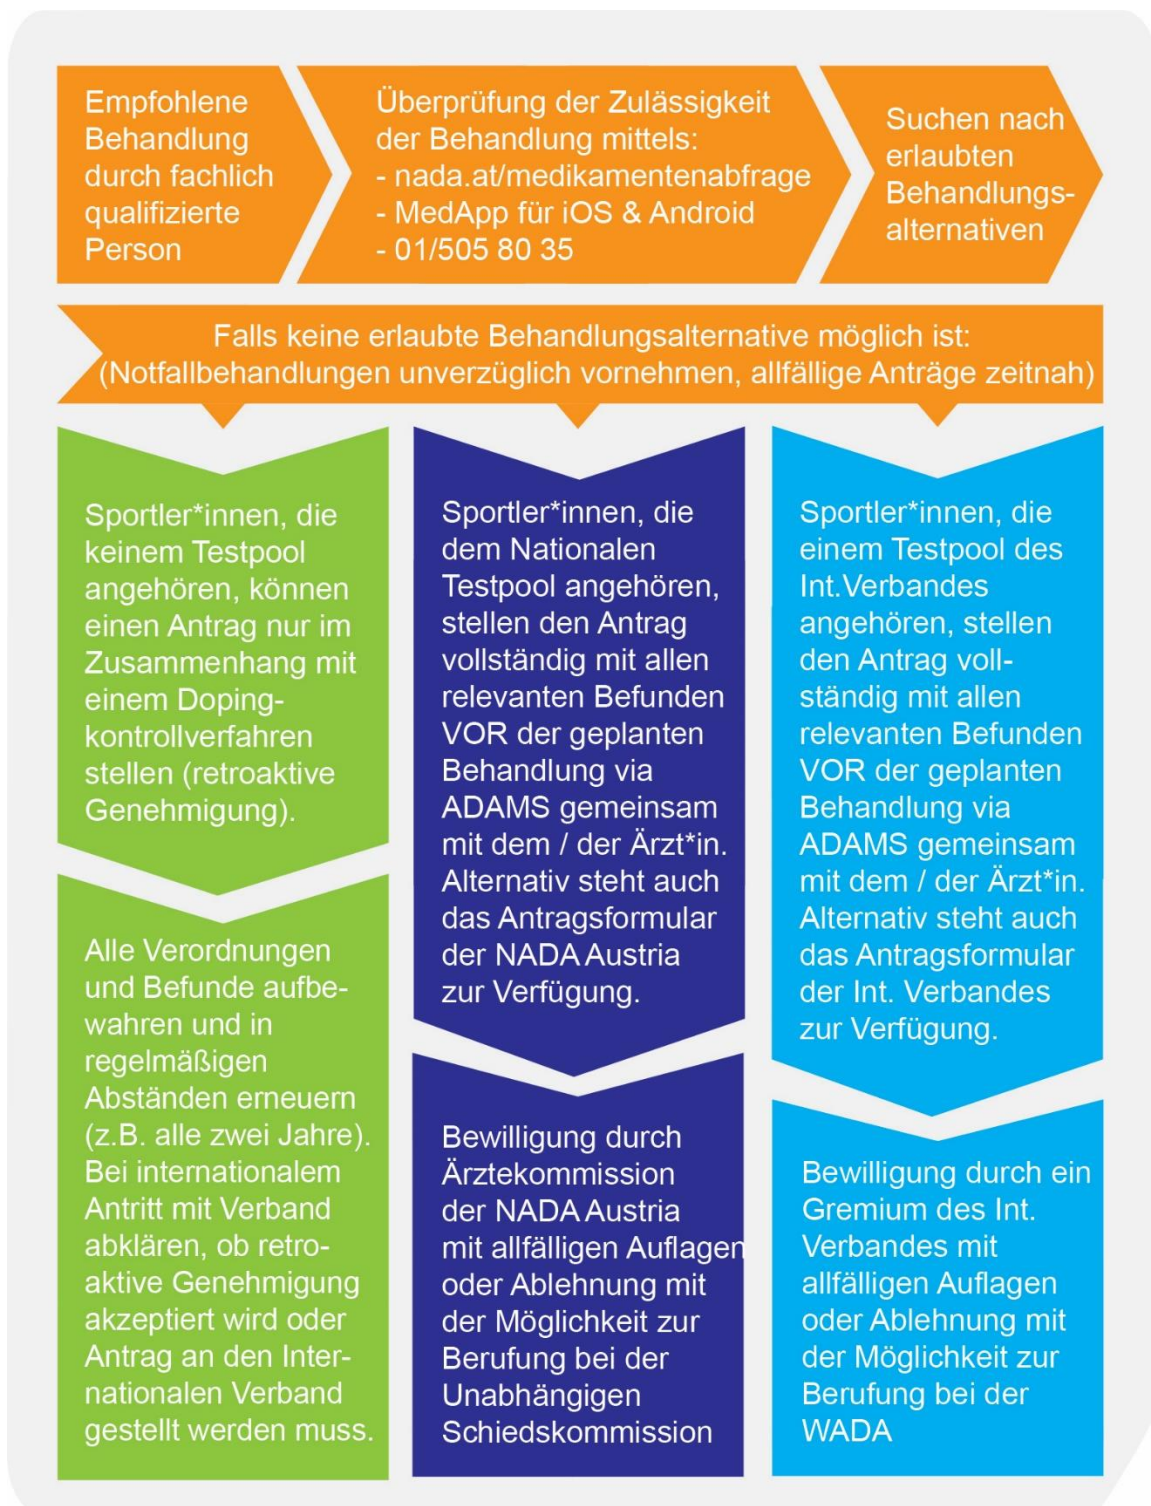 Empfohlene
Behandlung
durch fachlich
qualifizierte
Person
Überprüfung der Zulässigkeit
der Behandlung mittels:
- nada.at/medikamentenabfrage
- MedApp für iOS & Android
- 01/505 80 35
Suchen nach
erlaubten
Behandlungs-
alternativen
Falls keine erlaubte Behandlungsalternative möglich ist:
(Notfallbehandlungen unverzüglich vornehmen, allfällige Anträge zeitnah)
Sportler*innen, die
keinem Testpool
angehören, können
einen Antrag nur im
Zusammenhang mit
einem Doping-
kontrollverfahren
stellen (retroaktive
Genehmigung).
Alle Verordnungen
und Befunde aufbe-
wahren und in
regelmäßigen
Abständen erneuern
(z.B. alle zwei Jahre).
Bei internationalem
Antritt mit Verband
abklären, ob retro-
aktive Genehmigung
akzeptiert wird oder
Antrag an den Inter-
nationalen Verband
gestellt werden muss.
Sportler*innen, die
dem Nationalen
Testpool angehören,
stellen den Antrag
vollständig mit allen
relevanten Befunden
VOR der geplanten
Behandlung via
ADAMS gemeinsam
mit dem / der Ärzt*in.
Alternativ steht auch
das Antragsformular
der NADA Austria
zur Verfügung.
Bewilligung durch
Ärztekommission
der NADA Austria
mit allfälligen Auflagen
oder Ablehnung mit
der Möglichkeit zur
Berufung bei der
Unabhängigen
Schiedskommission
Sportler*innen, die
einem Testpool des
Int.Verbandes
angehören, stellen
den Antrag voll-
ständig mit allen
relevanten Befunden
VOR der geplanten
Behandlung via
ADAMS gemeinsam
mit dem / der Ärzt*in.
Alternativ steht auch
das Antragsformular
der Int. Verbandes
zur Verfügung.
Bewilligung durch ein
Gremium des Int.
Verbandes mit
allfälligen Auflagen
oder Ablehnung mit
der Möglichkeit zur
Berufung bei der
WADA